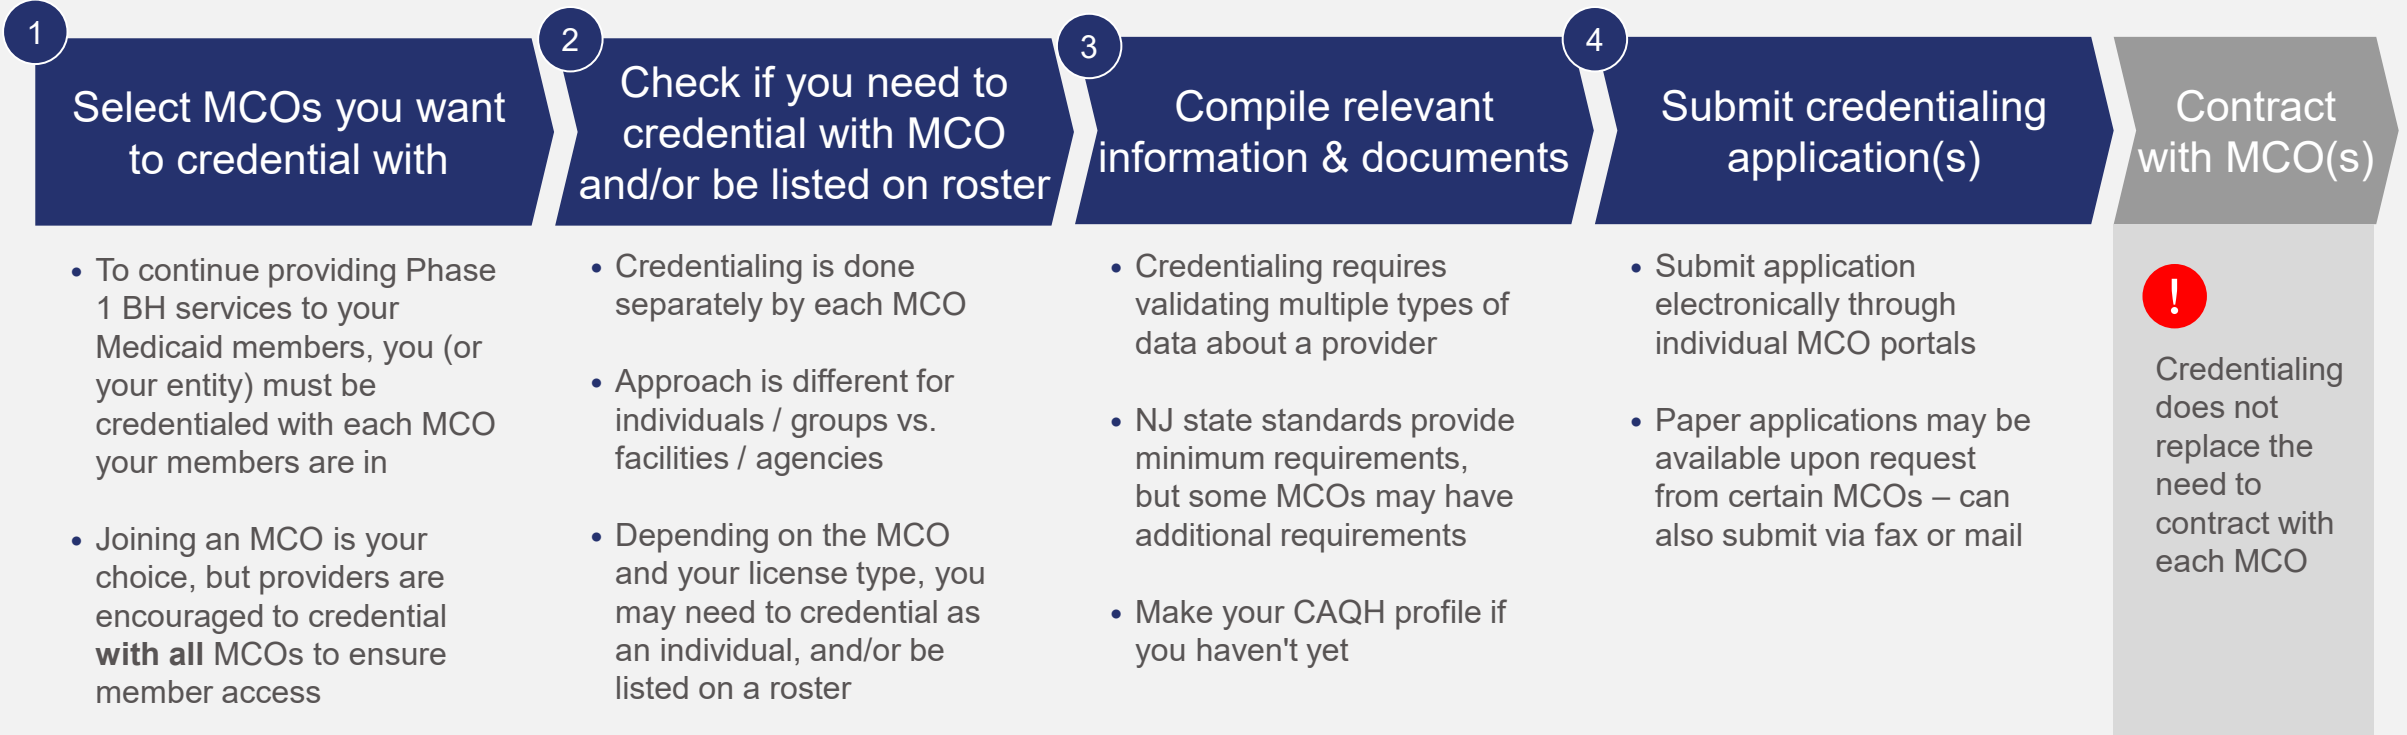 1
Select MCOs you want
to credential with
• To continue providing Phase
1 BH services to your
Medicaid members, you (or
your entity) must be
credentialed with each MCO
your members are in
• Joining an MCO is your
choice, but providers are
encouraged to credential
with all MCOs to ensure
member access
2
Check if you need to
credential with MCO
and/or be listed on roster
• Credentialing is done
separately by each MCO
• Approach is different for
individuals / groups vs.
facilities / agencies
• Depending on the MCO
and your license type, you
may need to credential as
an individual, and/or be
listed on a roster
3
Compile relevant
information & documents
• Credentialing requires
validating multiple types of
data about a provider
• NJ state standards provide
minimum requirements,
but some MCOs may have
additional requirements
• Make your CAQH profile if
you haven't yet
4
Submit credentialing
application(s)
• Submit application
electronically through
individual MCO portals
• Paper applications may be
available upon request
from certain MCOs – can
also submit via fax or mail
Contract
with MCO(s)
!
Credentialing
does not
replace the
need to
contract with
each MCO